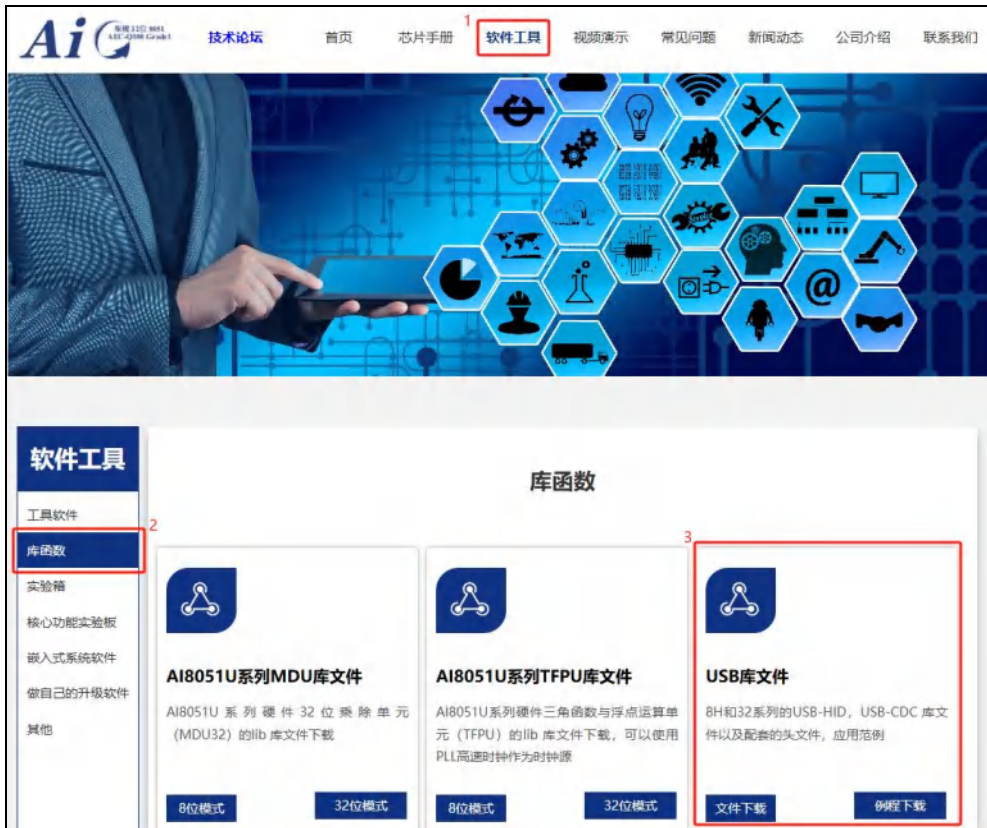 Ai
技术论坛
首页
芯片手册
1
软件工具
视频演示
常见问题
新闻动态
公司介绍
联系我们
软件工具
工具软件
2
库函数
实验箱
核心功能实验板
嵌入式系统软件
做自己的升级软件
其他
库函数
AI8051U系列MDU库文件
AI8051U系列硬件32位乘除单元
（MDU32）的lib 库文件下载
8位模式
32位模式
AI8051U系列TFPU库文件
AI8051U系列硬件三角函数与浮点运算单
元（TFPU）的lib 库文件下载，可以使用
PLL高速时钟作为时钟源
8位模式
32位模式
3
USB库文件
8H和32系列的USB-HID，USB-CDC 库文
件以及配套的头文件，应用范例
文件下载
例程下载